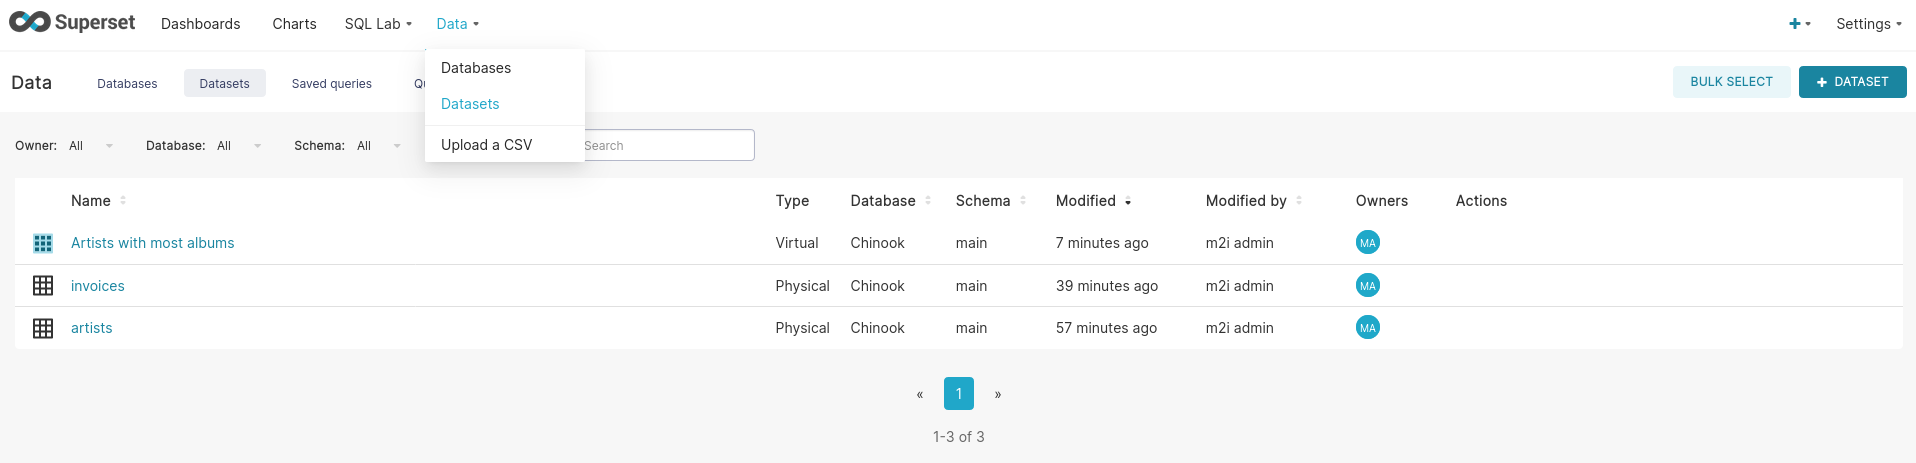 Superset Dashboards Charts SQL Lab Data Settings
Databases
Datasets
Upload a CSV
Data Databases Datasets Saved queries BULK SELECT + DATASET
Owner: All Database: All Schema: All Search
Name Type Database Schema Modified Modified by Owners Actions
Artists with most albums Virtual Chinook main 7 minutes ago m2i admin MA
invoices Physical Chinook main 39 minutes ago m2i admin MA
artists Physical Chinook main 57 minutes ago m2i admin MA
« 1 »
1-3 of 3